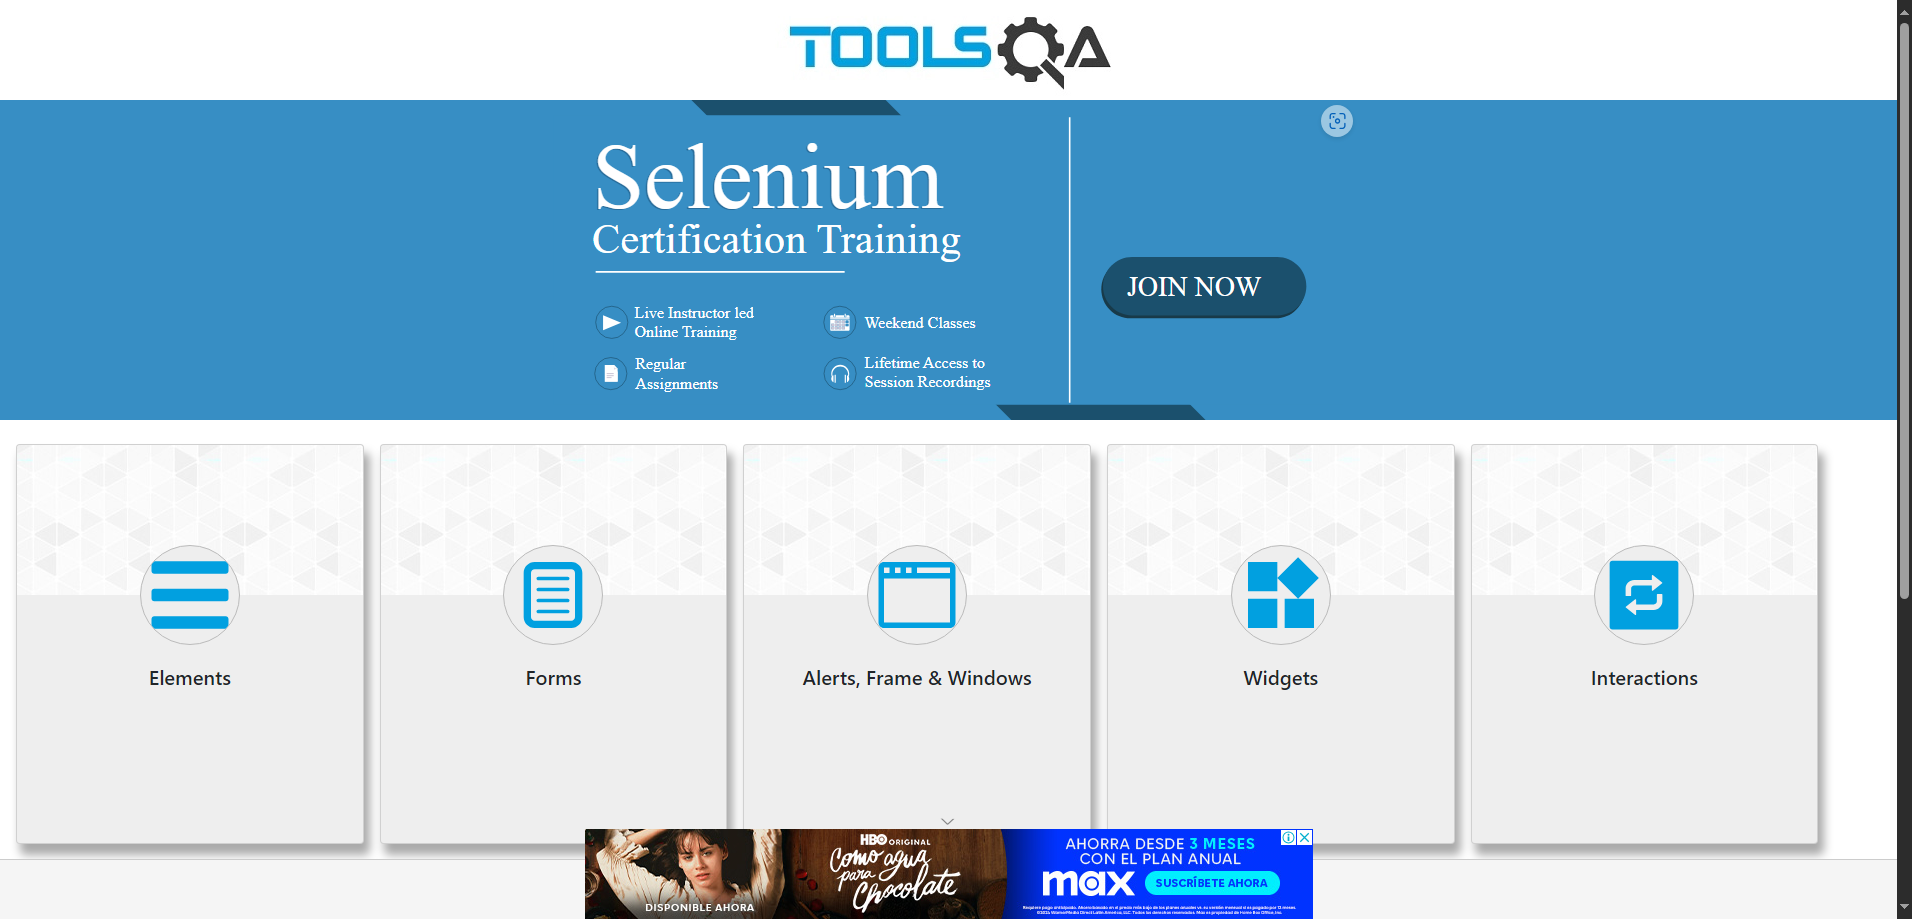 TOOLSQA
Selenium
Certification Training
JOIN NOW
Live Instructor led
Online Training
Weekend Classes
Regular
Assignments
Lifetime Access to
Session Recordings
Elements
Forms
Alerts, Frame & Windows
Widgets
Interactions
DISPONIBLE AHORA
HBO ORIGINAL
Como agua
para
Chocolate
AHORRA DESDE 3 MESES
CON EL PLAN ANUAL
max
SUSCRÍBETE AHORA